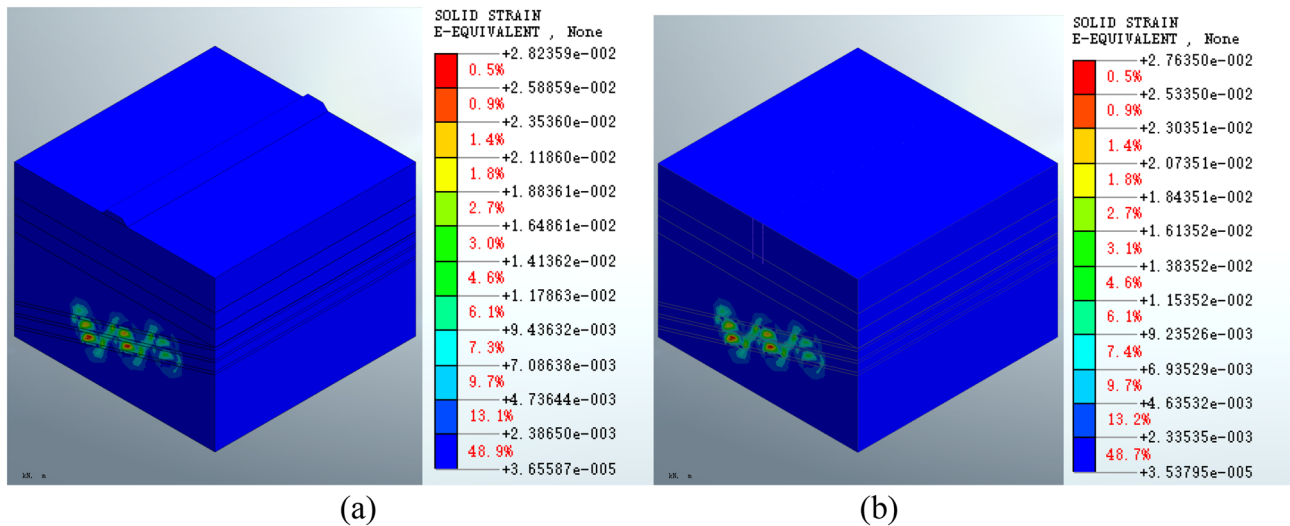 SOLID STRAIN
E-EQUIVALENT , None
+2.82359e-002
0.5%
+2.58859e-002
0.9%
+2.35360e-002
1.4%
+2.11860e-002
1.8%
+1.88361e-002
2.7%
+1.64861e-002
3.0%
+1.41362e-002
4.6%
+1.17863e-002
6.1%
+9.43632e-003
7.3%
+7.08638e-003
9.7%
+4.73644e-003
13.1%
+2.38650e-003
48.9%
+3.65587e-005
kN, m
(a)
SOLID STRAIN
E-EQUIVALENT , None
+2.76350e-002
0.5%
+2.53350e-002
0.9%
+2.30351e-002
1.4%
+2.07351e-002
1.8%
+1.84351e-002
2.7%
+1.61352e-002
3.1%
+1.38352e-002
4.6%
+1.15352e-002
6.1%
+9.23526e-003
7.4%
+6.93529e-003
9.7%
+4.63532e-003
13.2%
+2.33535e-003
48.7%
+3.53795e-005
kN, m
(b)